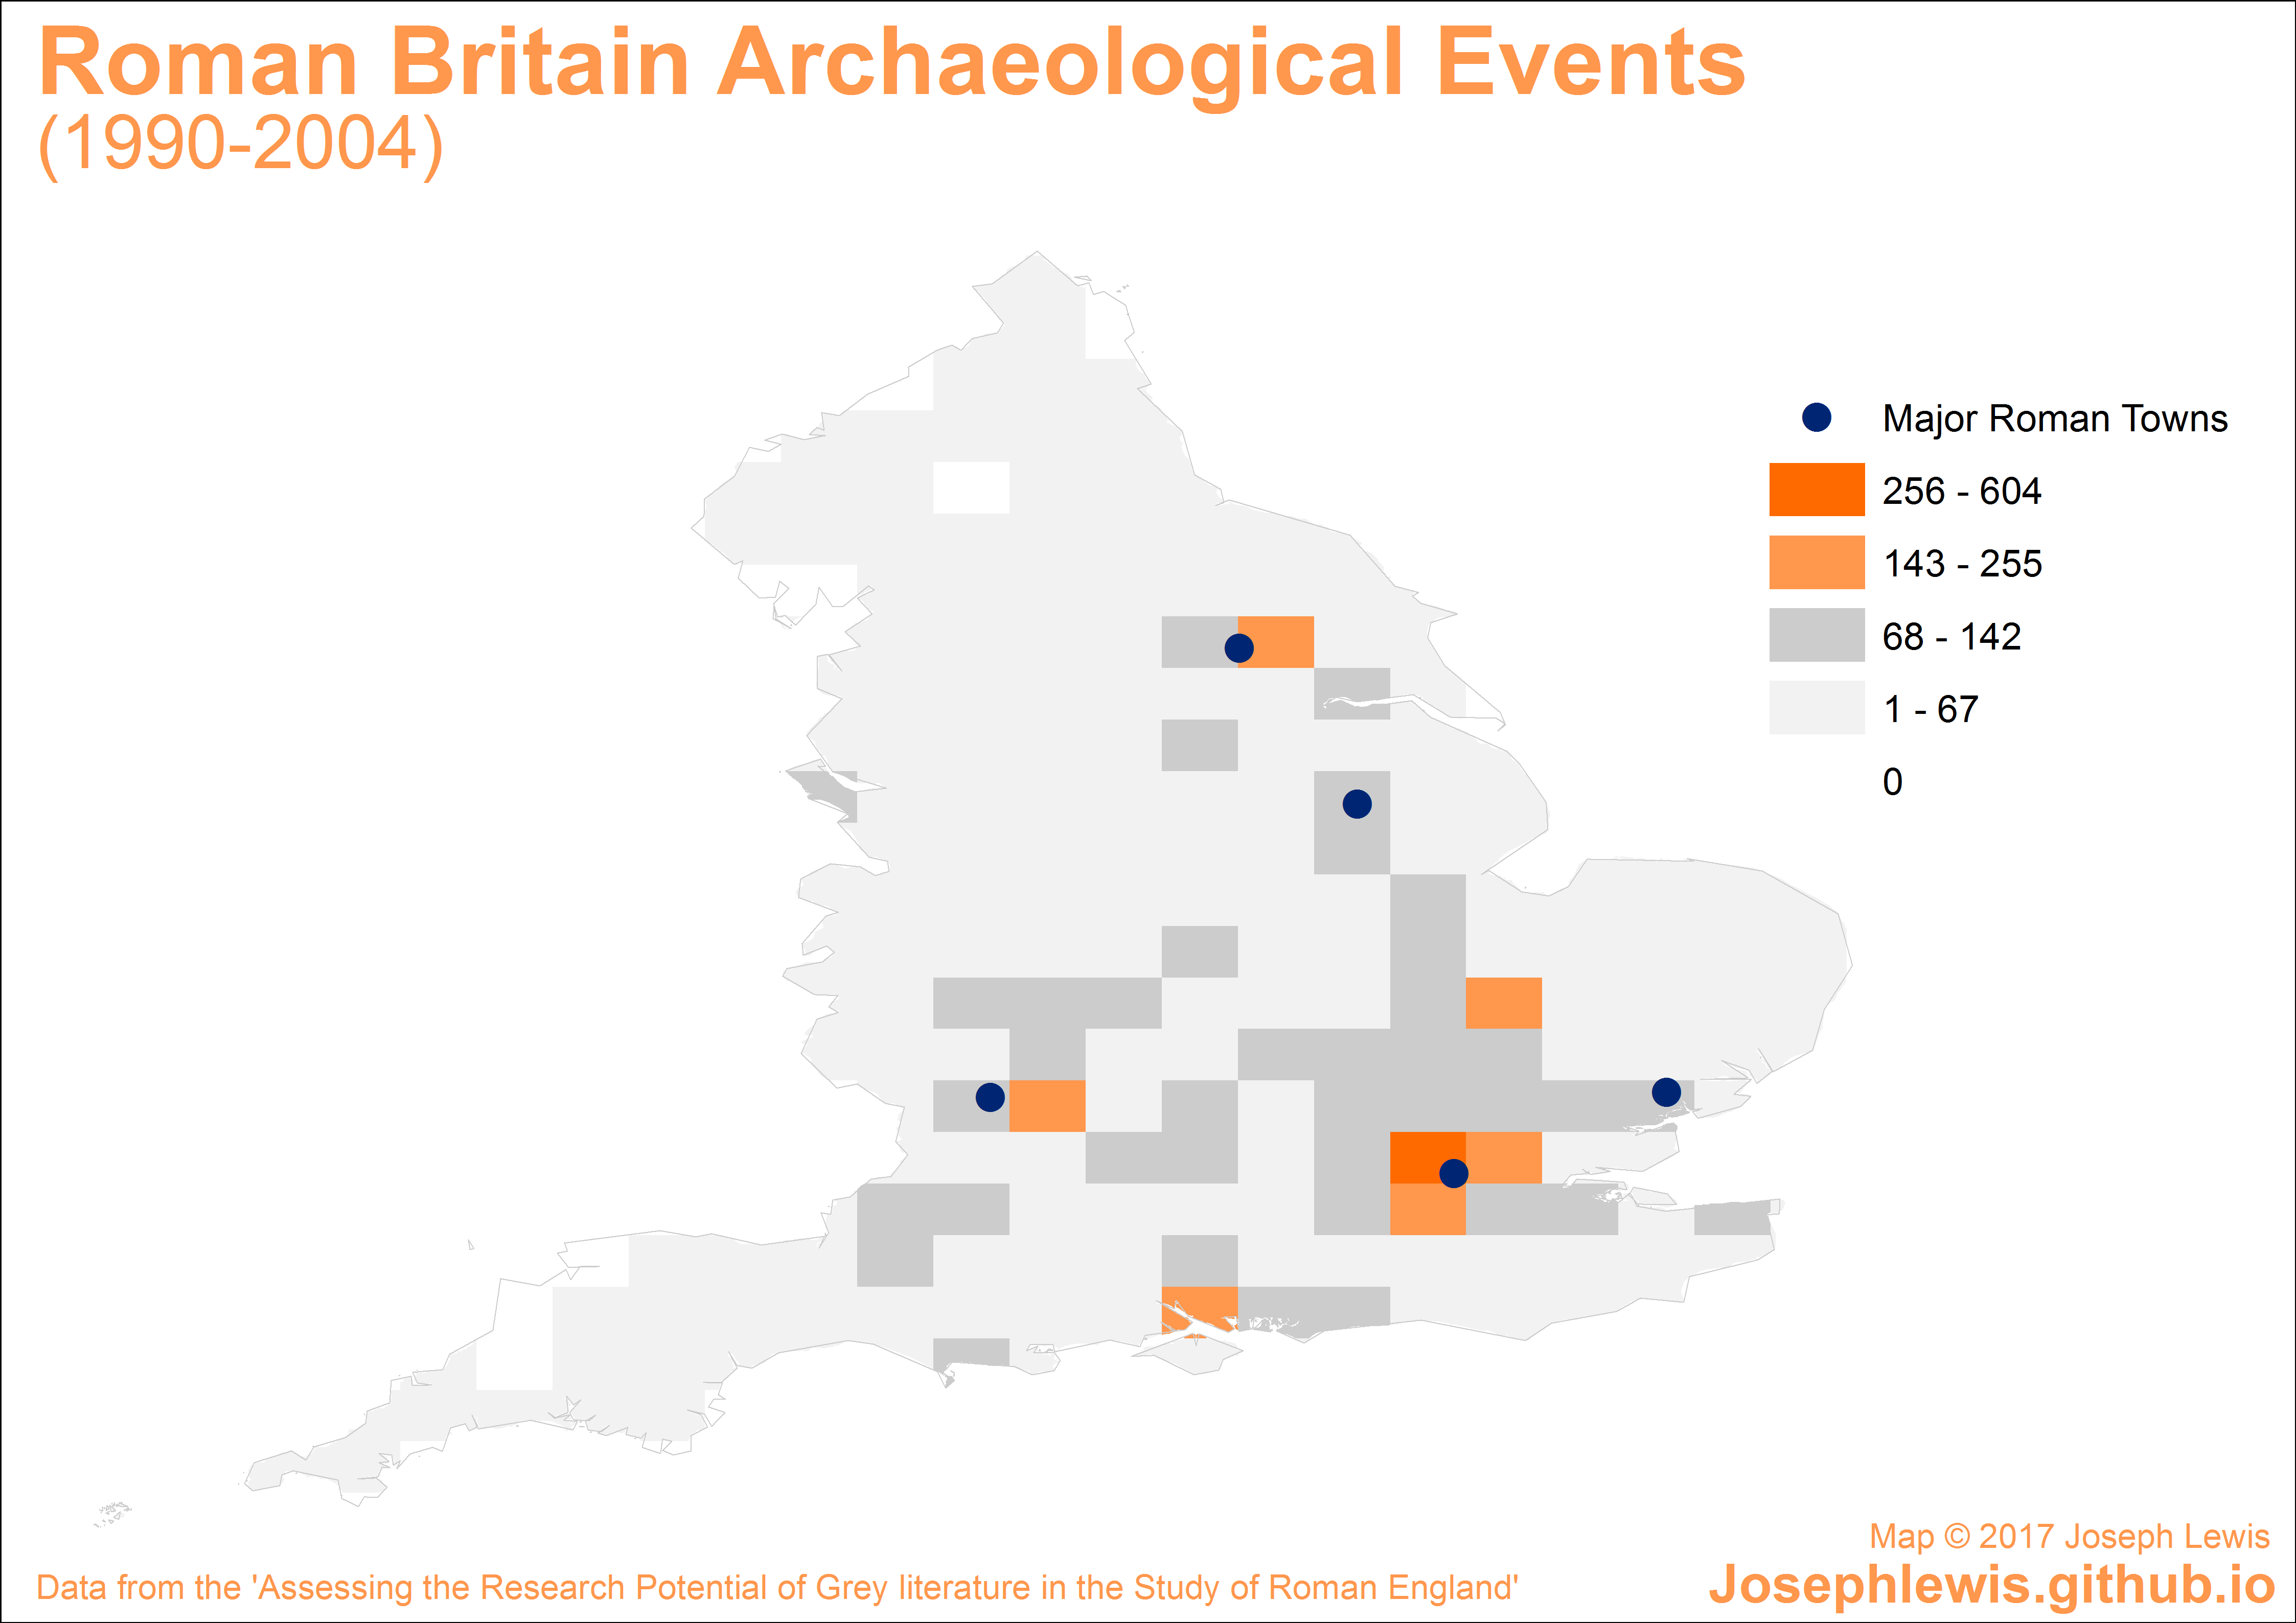 Roman Britain Archaeological Events
(1990-2004)
Major Roman Towns
256 - 604
143 - 255
68 - 142
1 - 67
0
Map © 2017 Joseph Lewis
Data from the 'Assessing the Research Potential of Grey literature in the Study of Roman England'
Josephlewis.github.io